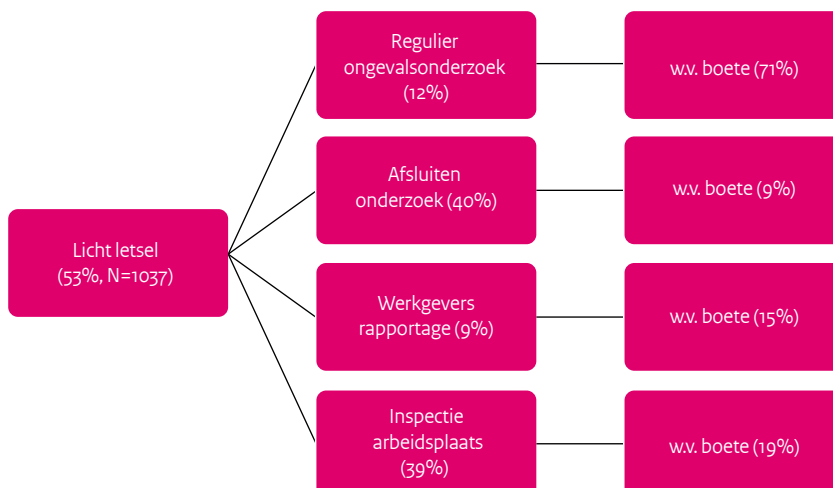 Regulier
ongevalsonderzoek
(12%)
w.v. boete (71%)
Afsluiten
onderzoek (40%)
w.v. boete (9%)
Licht letsel
(53%, N=1037)
Werkgevers
rapportage (9%)
w.v. boete (15%)
Inspectie
arbeidsplaats
(39%)
w.v. boete (19%)